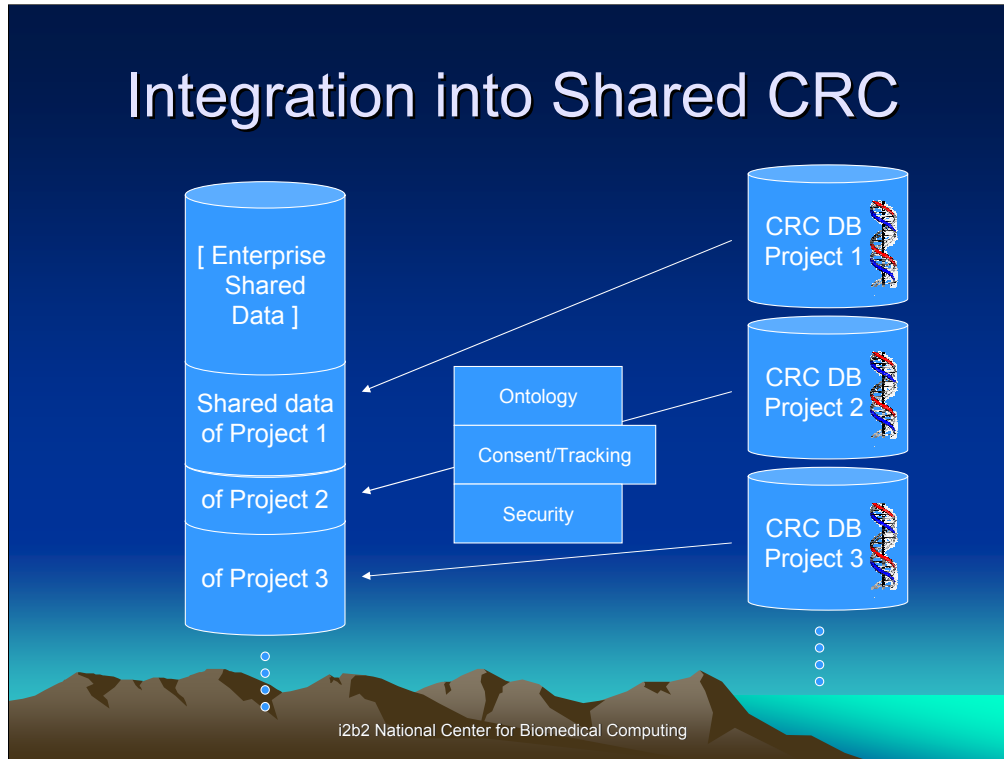 Integration into Shared CRC
[ Enterprise
Shared
Data ]
Shared data
of Project 1
of Project 2
of Project 3
Ontology
Consent/Tracking
Security
CRC DB
Project 1
CRC DB
Project 2
CRC DB
Project 3
i2b2 National Center for Biomedical Computing